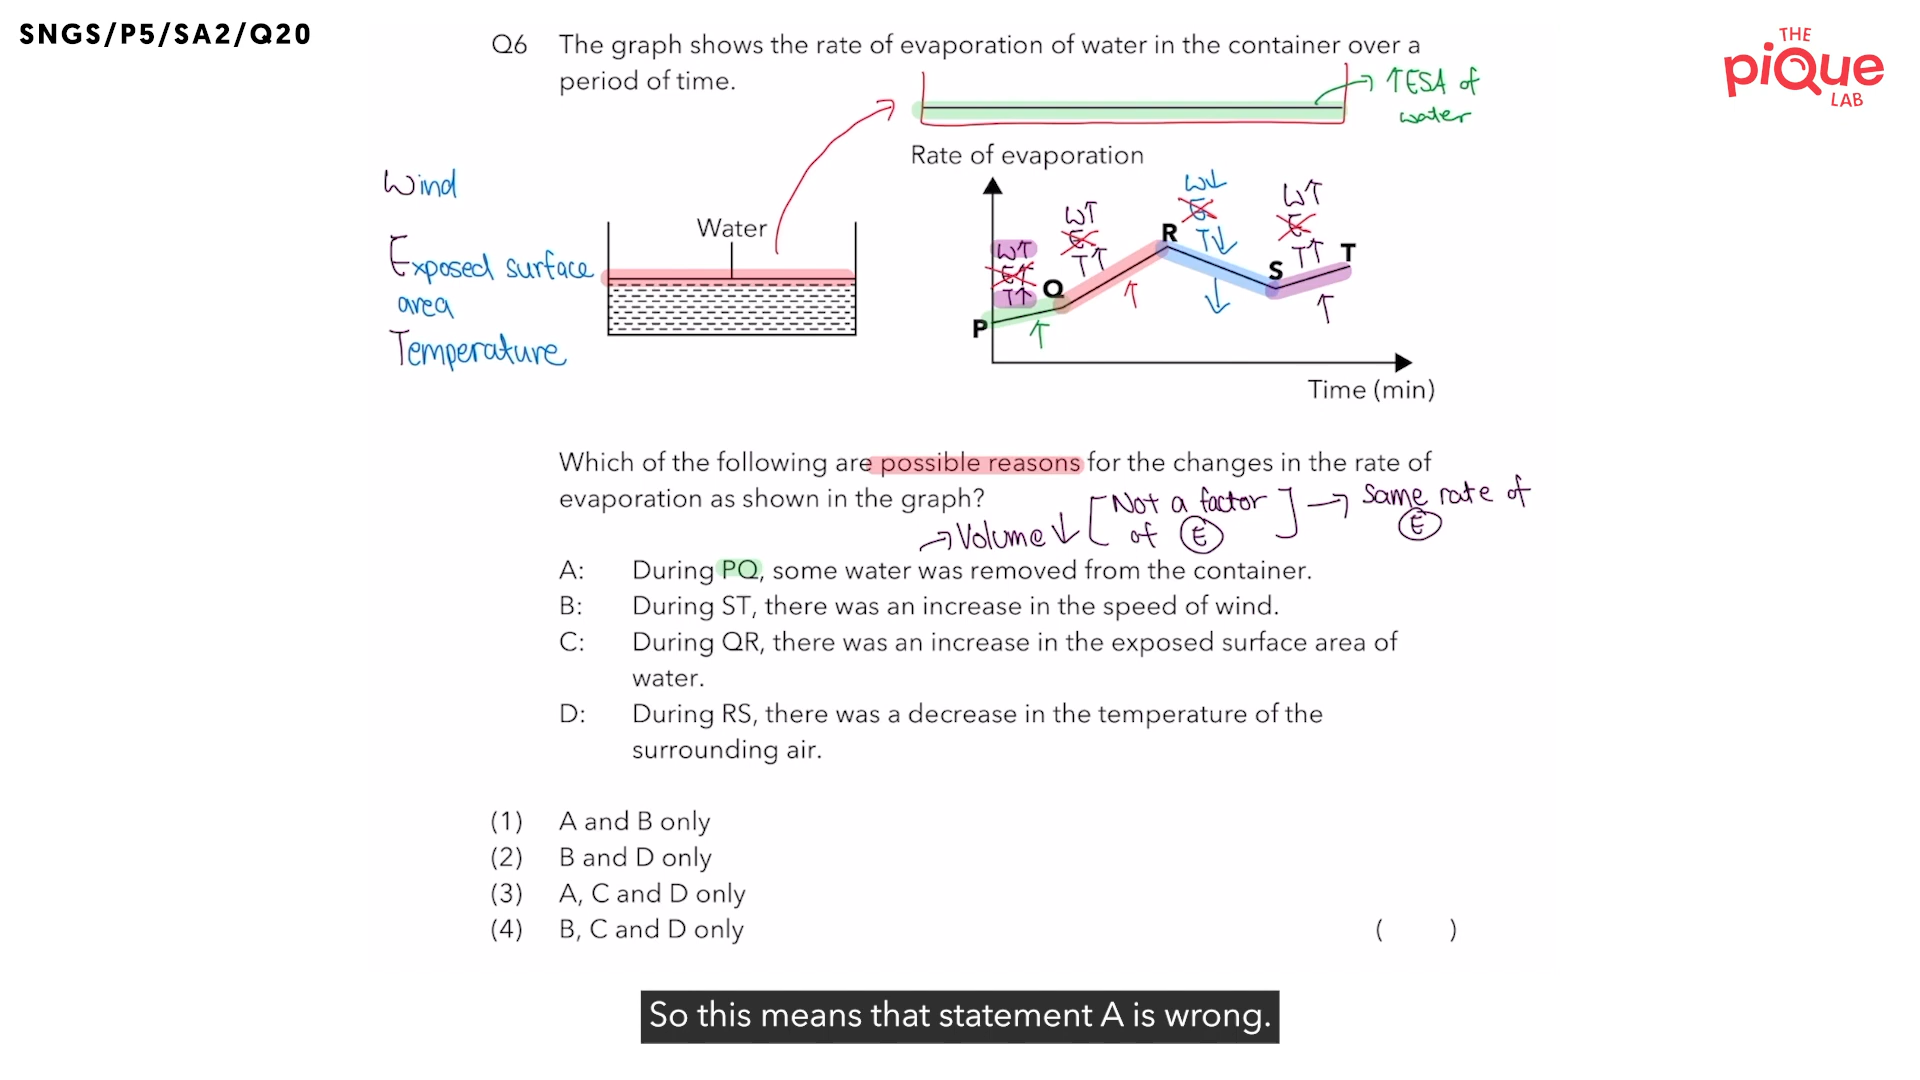 SNGS/P5/SA2/Q20
THE
piQue
LAB
Q6 The graph shows the rate of evaporation of water in the container over a
period of time.
↑ESA of
water
Rate of evaporation
Wind
Exposed surface
area
Temperature
Water
W↑
E↑
T↑
W↑
E
T↑
W↓
E
T↓
W↑
E
T↑
P
Q
R
S
T
↑
↑
↓
↑
Time (min)
Which of the following are possible reasons for the changes in the rate of
evaporation as shown in the graph?
→ Volume ↓ [Not a factor of E] → Same rate of E
A: During PQ, some water was removed from the container.
B: During ST, there was an increase in the speed of wind.
C: During QR, there was an increase in the exposed surface area of
water.
D: During RS, there was a decrease in the temperature of the
surrounding air.
(1) A and B only
(2) B and D only
(3) A, C and D only
(4) B, C and D only ( )
So this means that statement A is wrong.